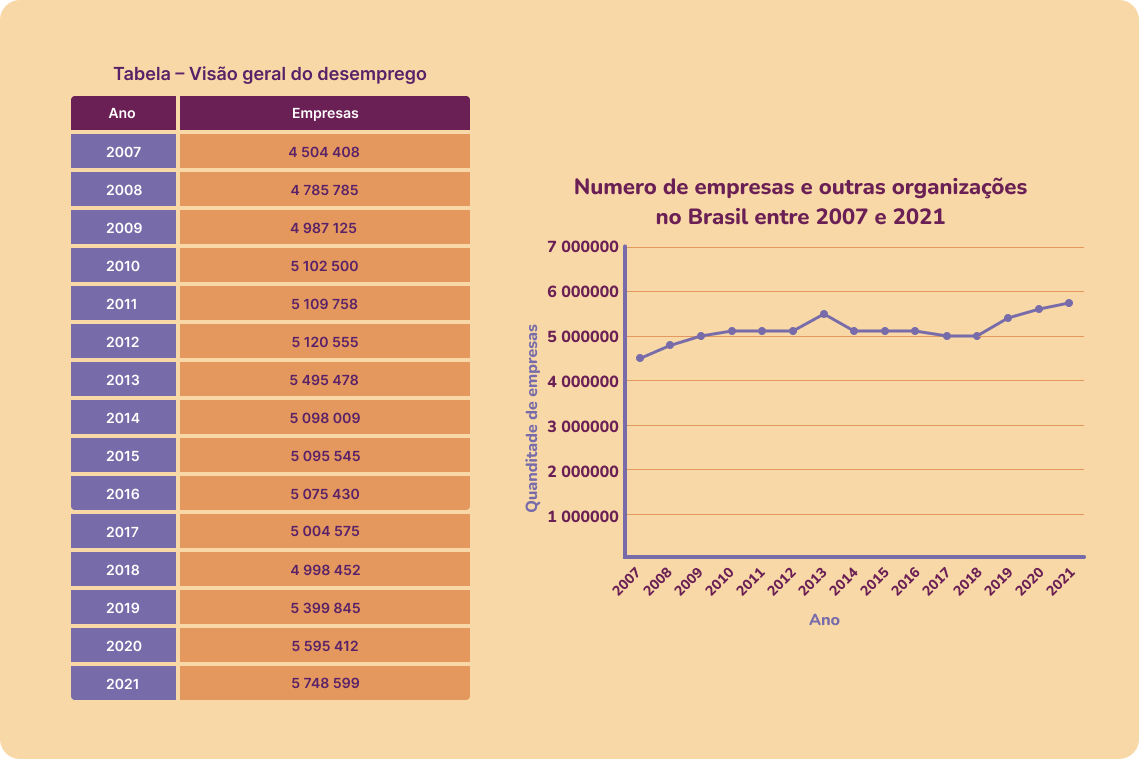 Tabela – Visão geral do desemprego
Ano Empresas
2007 4 504 408
2008 4 785 785
2009 4 987 125
2010 5 102 500
2011 5 109 758
2012 5 120 555
2013 5 495 478
2014 5 098 009
2015 5 095 545
2016 5 075 430
2017 5 004 575
2018 4 998 452
2019 5 399 845
2020 5 595 412
2021 5 748 599
Numero de empresas e outras organizações
no Brasil entre 2007 e 2021
Quanditade de empresas
7 000000
6 000000
5 000000
4 000000
3 000000
2 000000
1 000000
2007 2008 2009 2010 2011 2012 2013 2014 2015 2016 2017 2018 2019 2020 2021
Ano